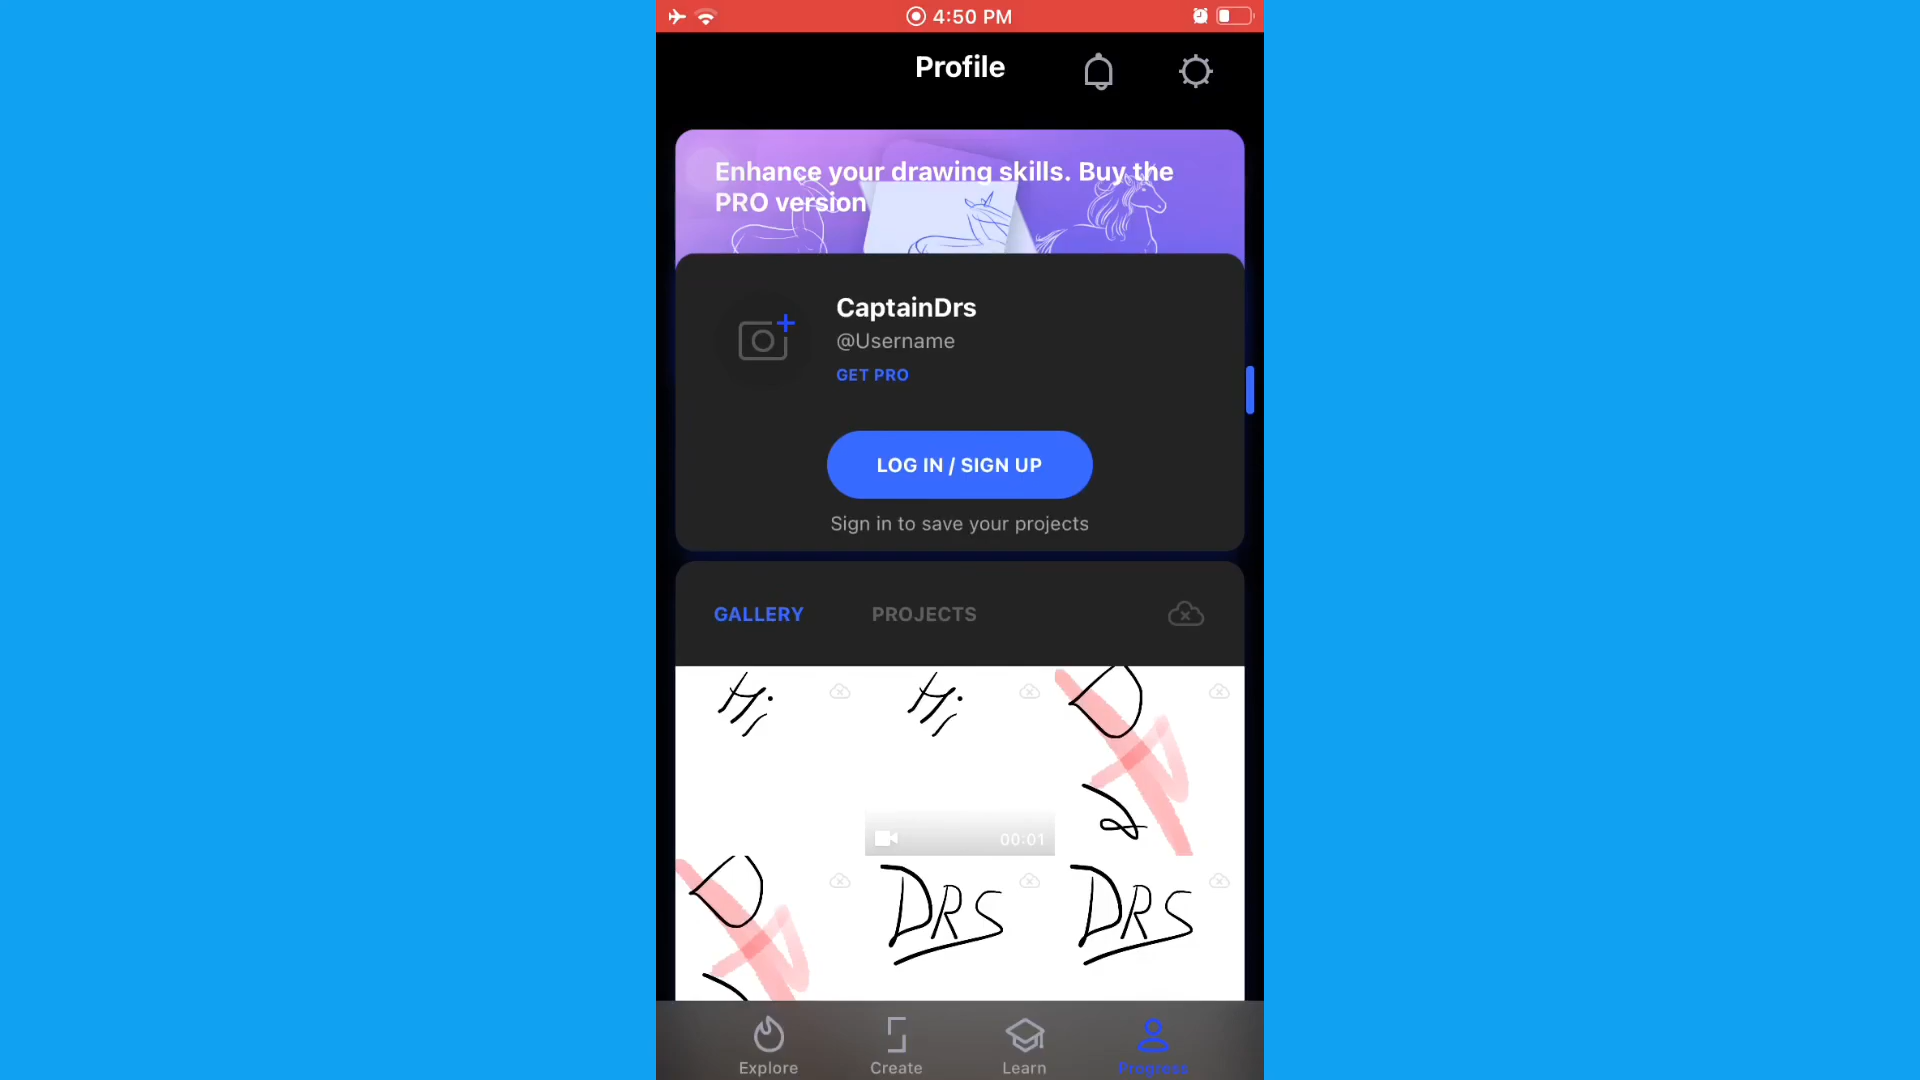 4:50 PM
Profile
Enhance your drawing skills. Buy the
PRO version
CaptainDrs
@Username
GET PRO
LOG IN / SIGN UP
Sign in to save your projects
GALLERY PROJECTS
Hi Hi D
00:01
D DRS DRS
Explore Create Learn Progress